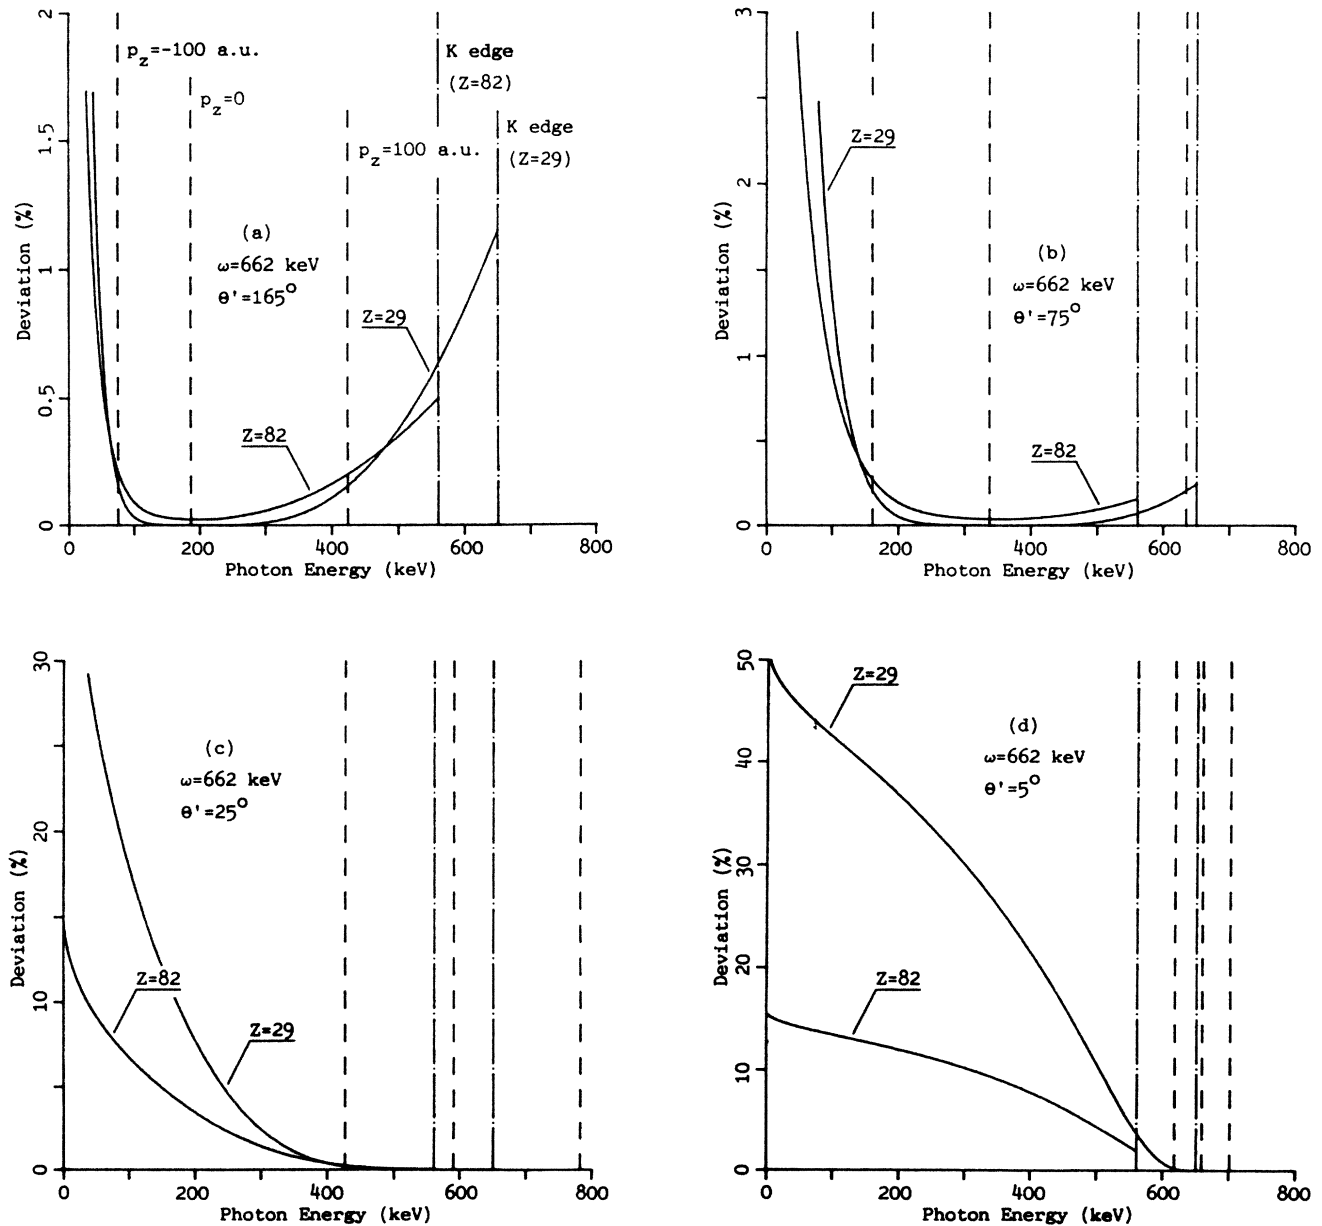 2
1.5
1
0.5
0
Deviation (%)
p_z=-100 a.u.
p_z=0
p_z=100 a.u.
K edge
(Z=82)
K edge
(Z=29)
(a)
ω=662 keV
θ'=165°
Z=29
Z=82
0 200 400 600 800
Photon Energy (keV)
3
2
1
0
Deviation (%)
Z=29
(b)
ω=662 keV
θ'=75°
Z=82
0 200 400 600 800
Photon Energy (keV)
30
20
10
0
Deviation (%)
(c)
ω=662 keV
θ'=25°
Z=82
Z=29
0 200 400 600 800
Photon Energy (keV)
50
40
30
20
10
0
Deviation (%)
Z=29
(d)
ω=662 keV
θ'=5°
Z=82
0 200 400 600 800
Photon Energy (keV)